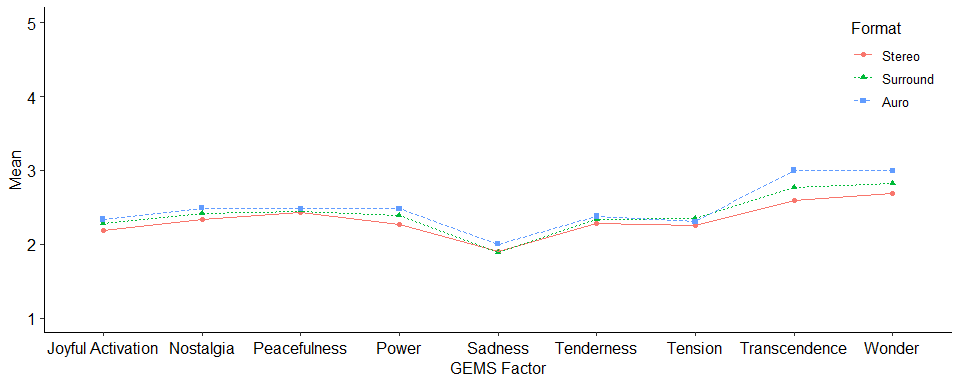 5
4
3
2
1
Mean
Format
Stereo
Surround
Auro
Joyful Activation Nostalgia Peacefulness Power Sadness Tenderness Tension Transcendence Wonder
GEMS Factor